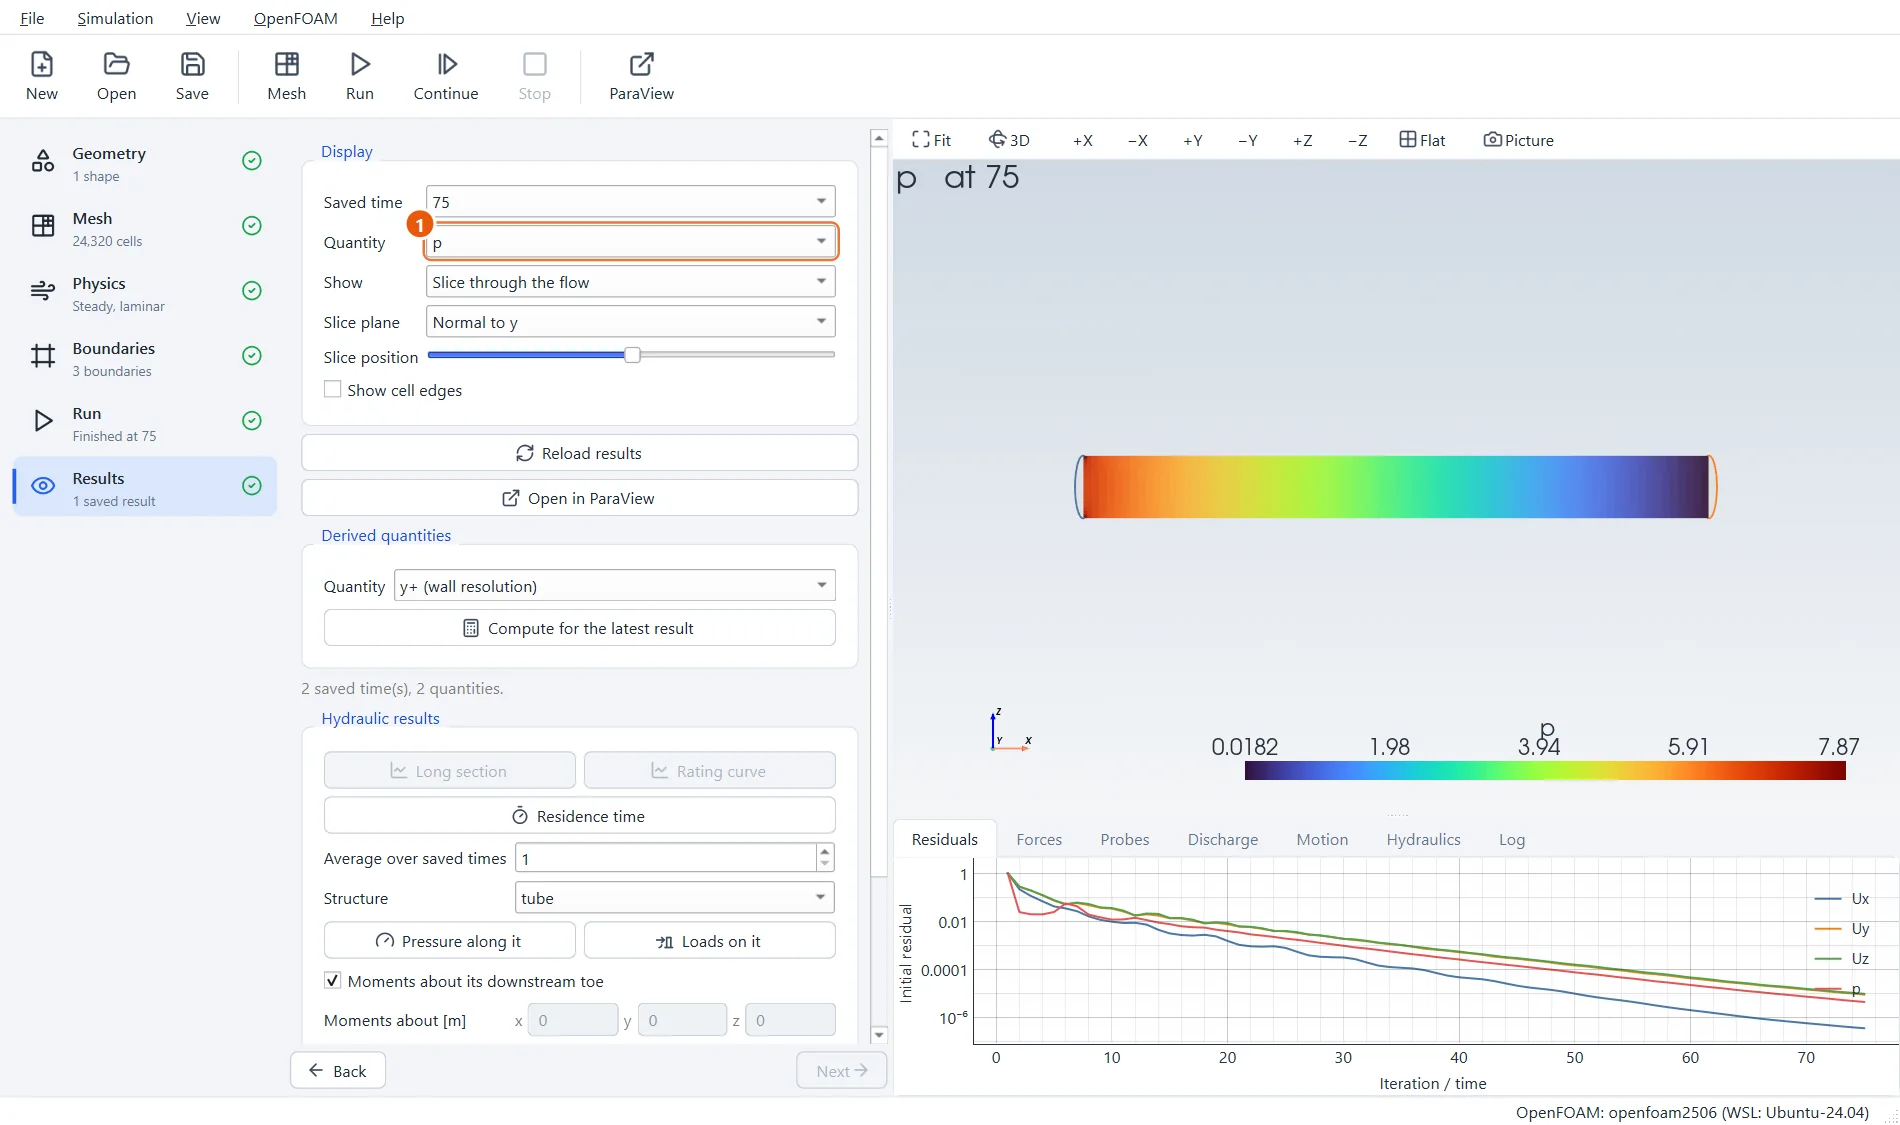 File Simulation View OpenFOAM Help
New Open Save Mesh Run Continue Stop ParaView
Geometry
1 shape
Mesh
24,320 cells
Physics
Steady, laminar
Boundaries
3 boundaries
Run
Finished at 75
Results
1 saved result
Display
Saved time 75
1
Quantity p
Show Slice through the flow
Slice plane Normal to y
Slice position
Show cell edges
Reload results
Open in ParaView
Derived quantities
Quantity y+ (wall resolution)
Compute for the latest result
2 saved time(s), 2 quantities.
Hydraulic results
Long section Rating curve
Residence time
Average over saved times 1
Structure tube
Pressure along it Loads on it
Moments about its downstream toe
Moments about [m] x 0 y 0 z 0
Back Next
Fit 3D +X −X +Y −Y +Z −Z Flat Picture
p at 75
Z
Y X
p
0.0182 1.98 3.94 5.91 7.87
Residuals Forces Probes Discharge Motion Hydraulics Log
Initial residual
1
0.01
0.0001
10⁻⁶
Ux
Uy
Uz
p
0 10 20 30 40 50 60 70
Iteration / time
OpenFOAM: openfoam2506 (WSL: Ubuntu-24.04)